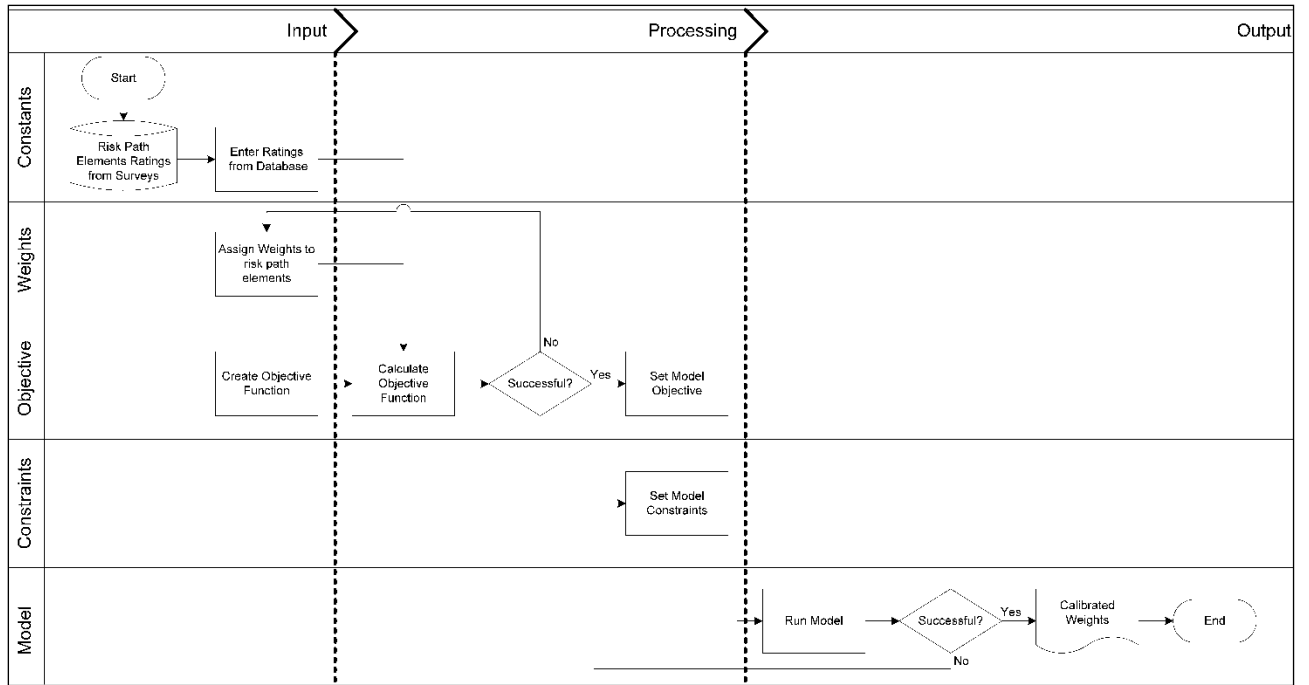 Input
Processing
Output
Constants
Start
Risk Path
Elements Ratings
from Surveys
Enter Ratings
from Database
Weights
Assign Weights to
risk path
elements
Objective
Create Objective
Function
Calculate
Objective
Function
Successful?
No
Yes
Set Model
Objective
Constraints
Set Model
Constraints
Model
Run Model
Successful?
Yes
No
Calibrated
Weights
End